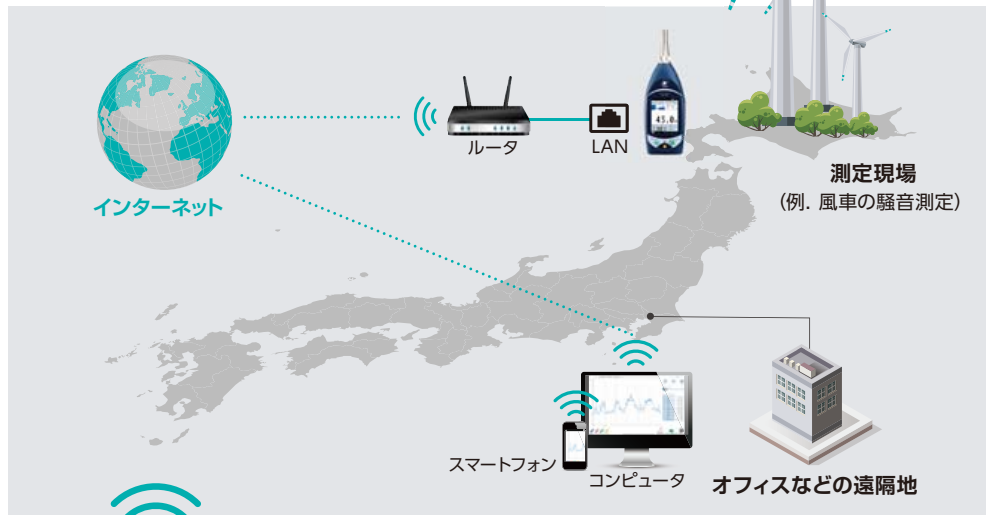 ルータ
LAN
45.0
測定現場
(例. 風車の騒音測定)
インターネット
スマートフォン
コンピュータ
オフィスなどの遠隔地